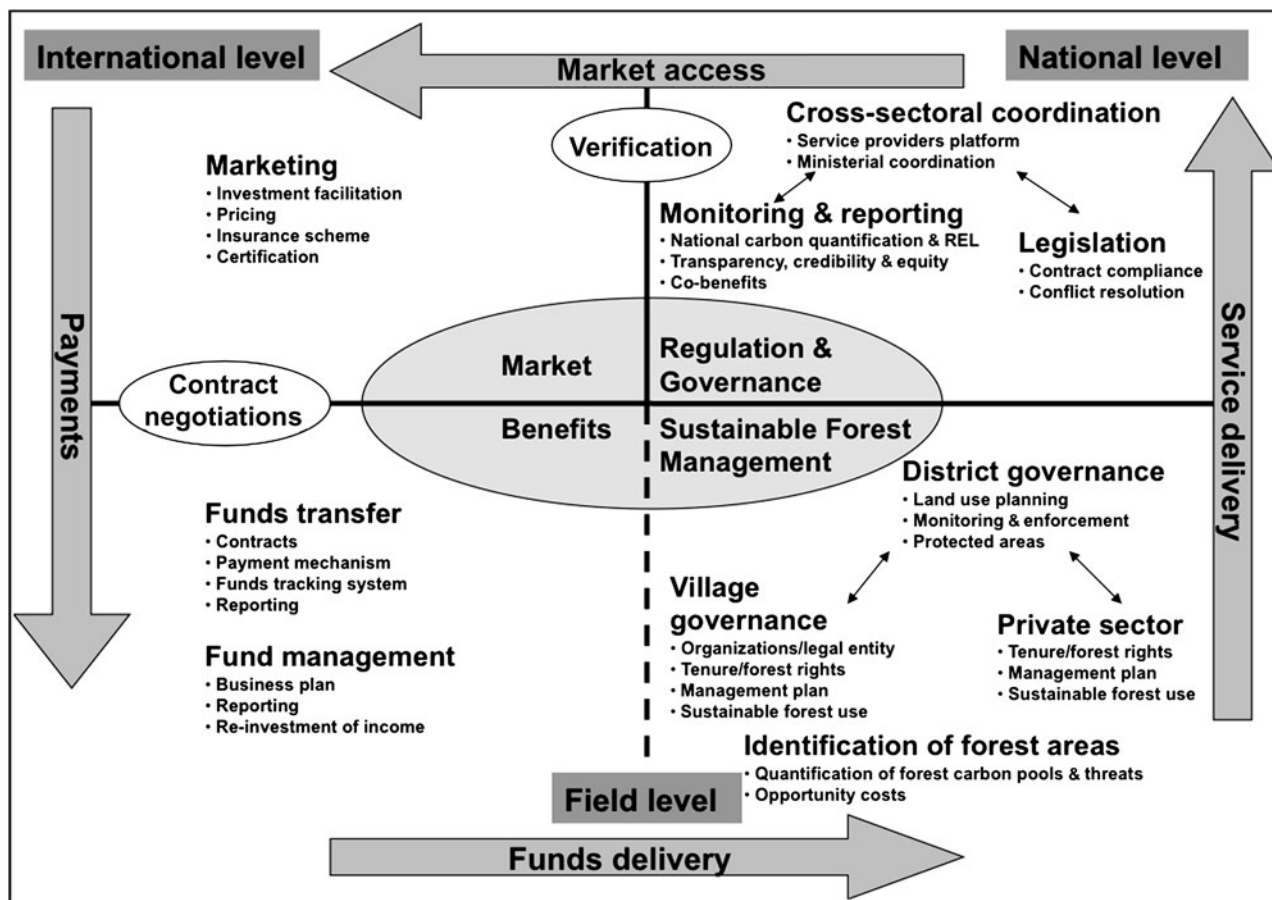 International level
Market access
National level
Verification
Marketing
• Investment facilitation
• Pricing
• Insurance scheme
• Certification
Cross-sectoral coordination
• Service providers platform
• Ministerial coordination
Monitoring & reporting
• National carbon quantification & REL
• Transparency, credibility & equity
• Co-benefits
Legislation
• Contract compliance
• Conflict resolution
Payments
Contract
negotiations
Market
Regulation &
Governance
Benefits
Sustainable Forest
Management
Service delivery
Funds transfer
• Contracts
• Payment mechanism
• Funds tracking system
• Reporting
Fund management
• Business plan
• Reporting
• Re-investment of income
District governance
• Land use planning
• Monitoring & enforcement
• Protected areas
Village
governance
• Organizations/legal entity
• Tenure/forest rights
• Management plan
• Sustainable forest use
Private sector
• Tenure/forest rights
• Management plan
• Sustainable forest use
Identification of forest areas
• Quantification of forest carbon pools & threats
• Opportunity costs
Field level
Funds delivery